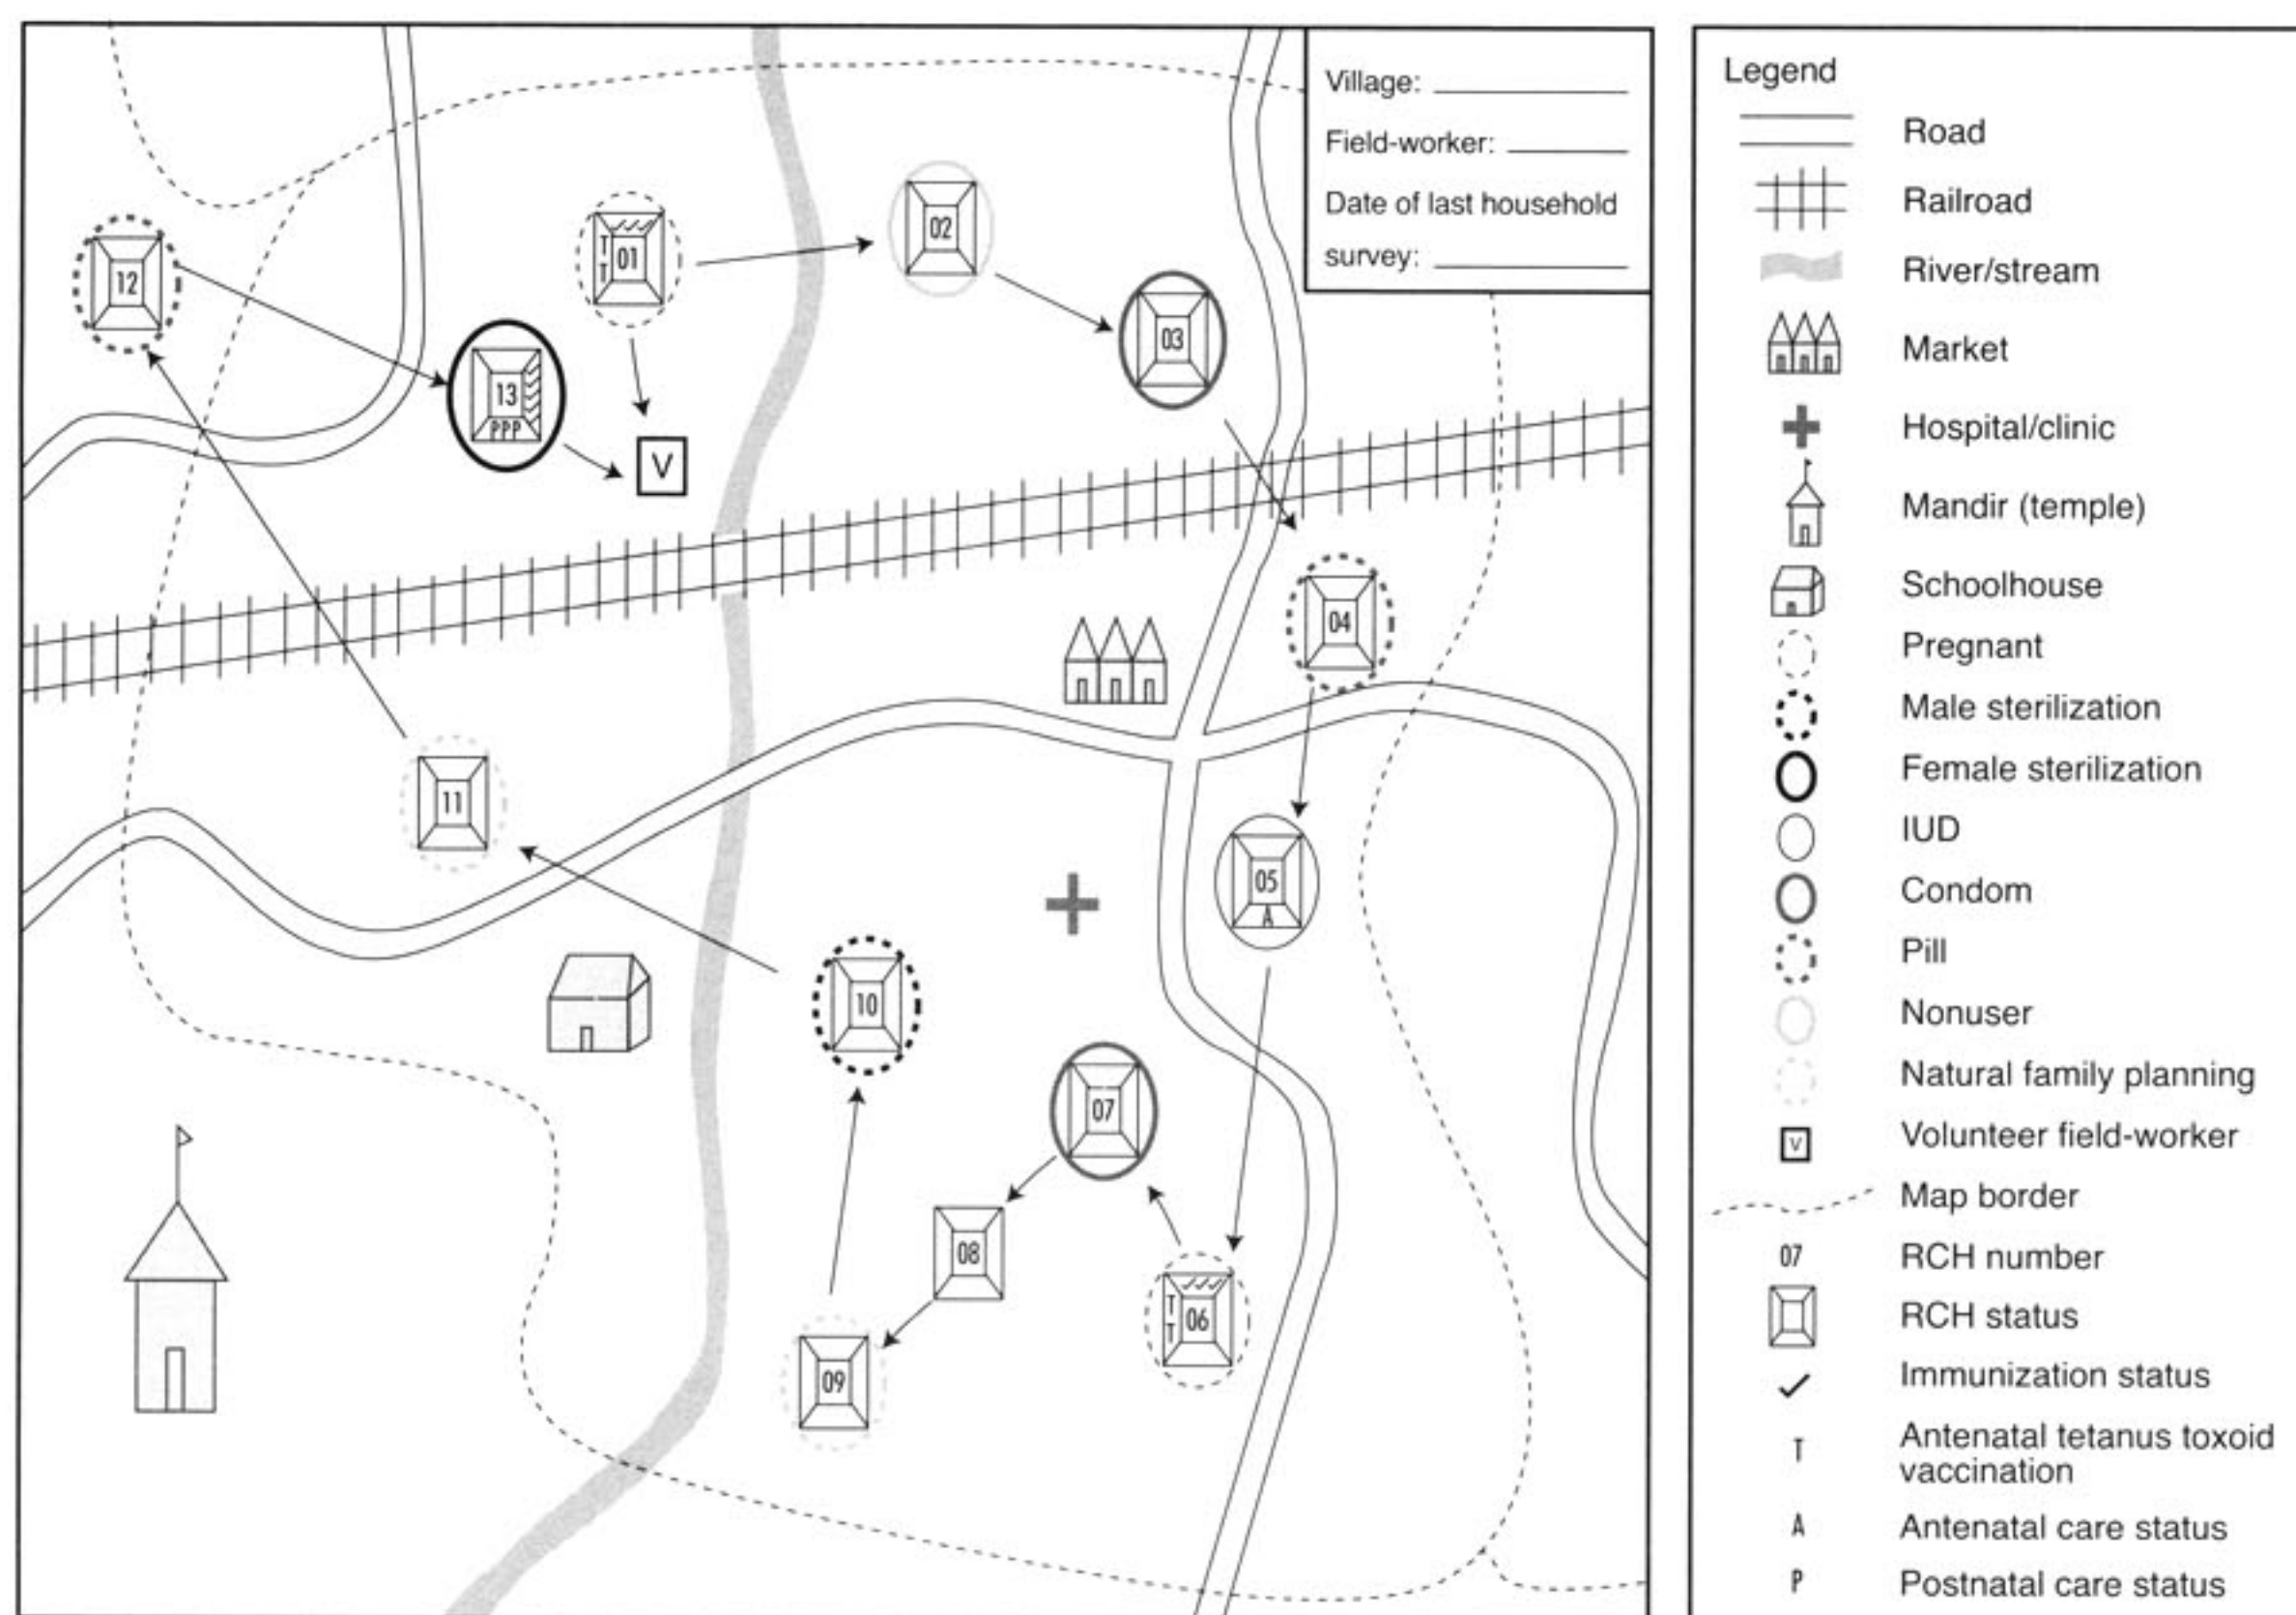 Village:
Field-worker:
Date of last household
survey:
12
T
T
01
02
03
13
PPP
V
04
11
05
A
10
07
08
T
T
06
09
Legend
Road
Railroad
River/stream
Market
Hospital/clinic
Mandir (temple)
Schoolhouse
Pregnant
Male sterilization
Female sterilization
IUD
Condom
Pill
Nonuser
Natural family planning
V
Volunteer field-worker
Map border
07
RCH number
RCH status
Immunization status
T
Antenatal tetanus toxoid
vaccination
A
Antenatal care status
P
Postnatal care status